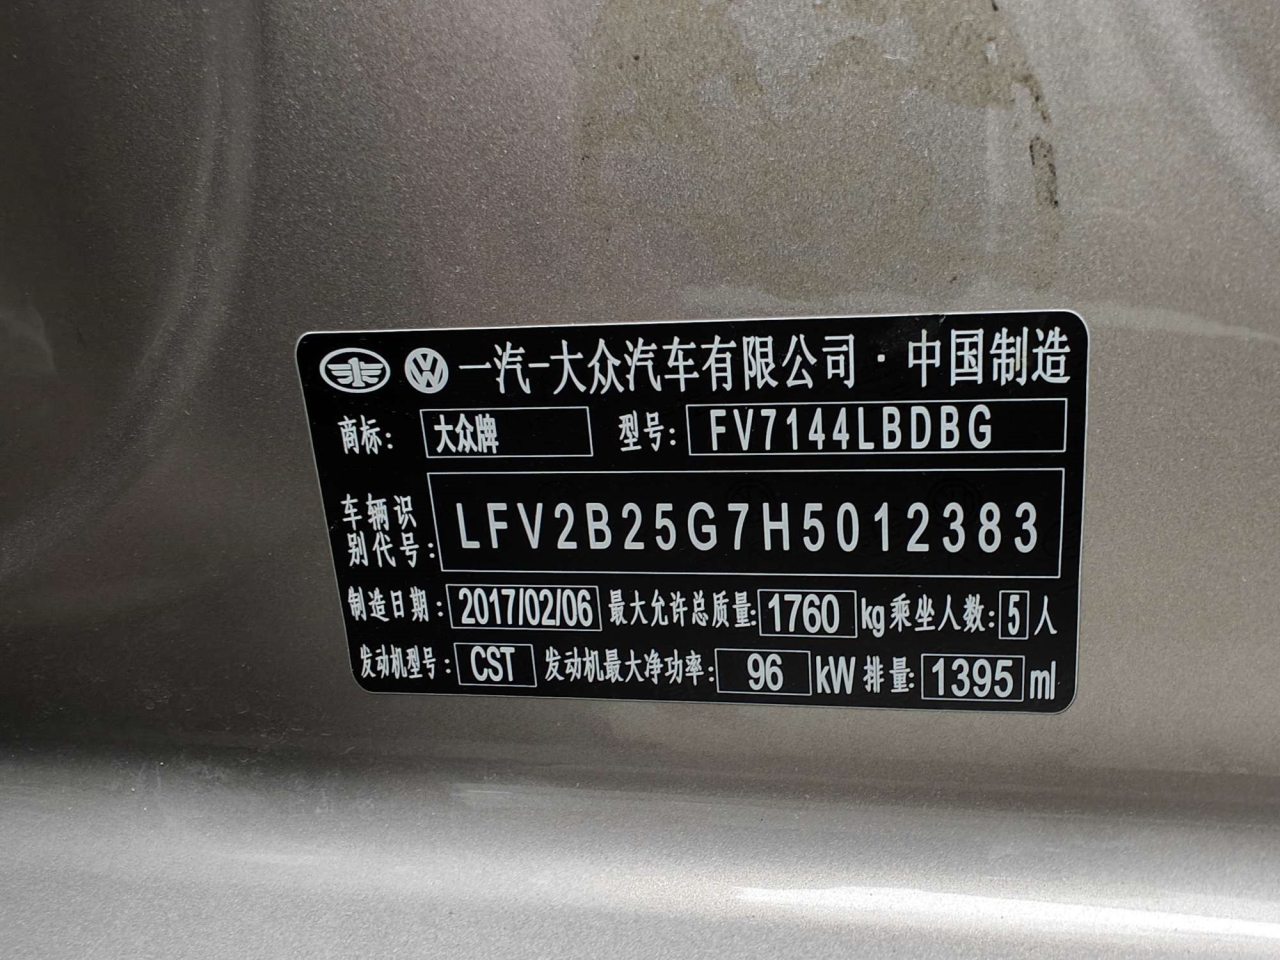 一汽-大众汽车有限公司·中国制造
商标: 大众牌 型号: FV7144LBDBG
车辆识别代号: LFV2B25G7H5012383
制造日期: 2017/02/06 最大允许总质量: 1760 kg 乘坐人数: 5 人
发动机型号: CST 发动机最大净功率: 96 kW 排量: 1395 ml